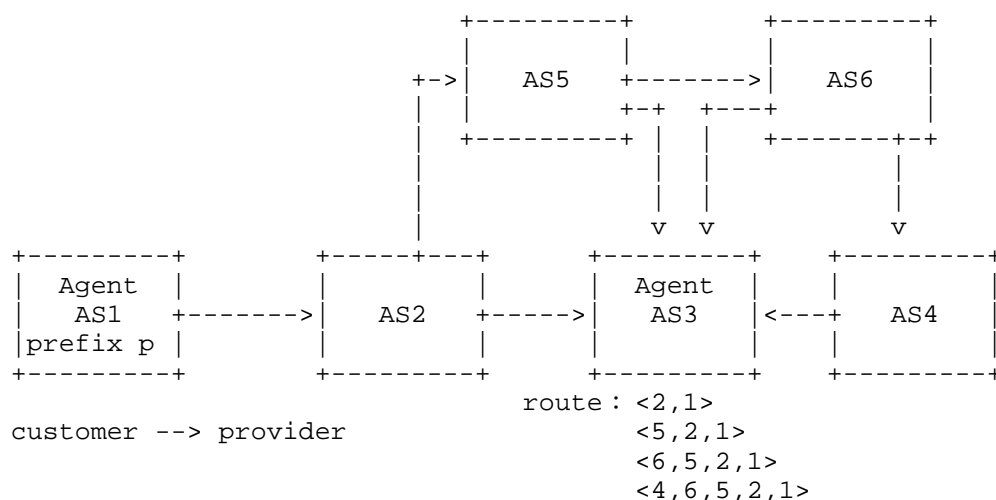 AS5
AS6
Agent
AS1
prefix p
AS2
Agent
AS3
AS4
route : <2,1>
customer --> provider
<5,2,1>
<6,5,2,1>
<4,6,5,2,1>